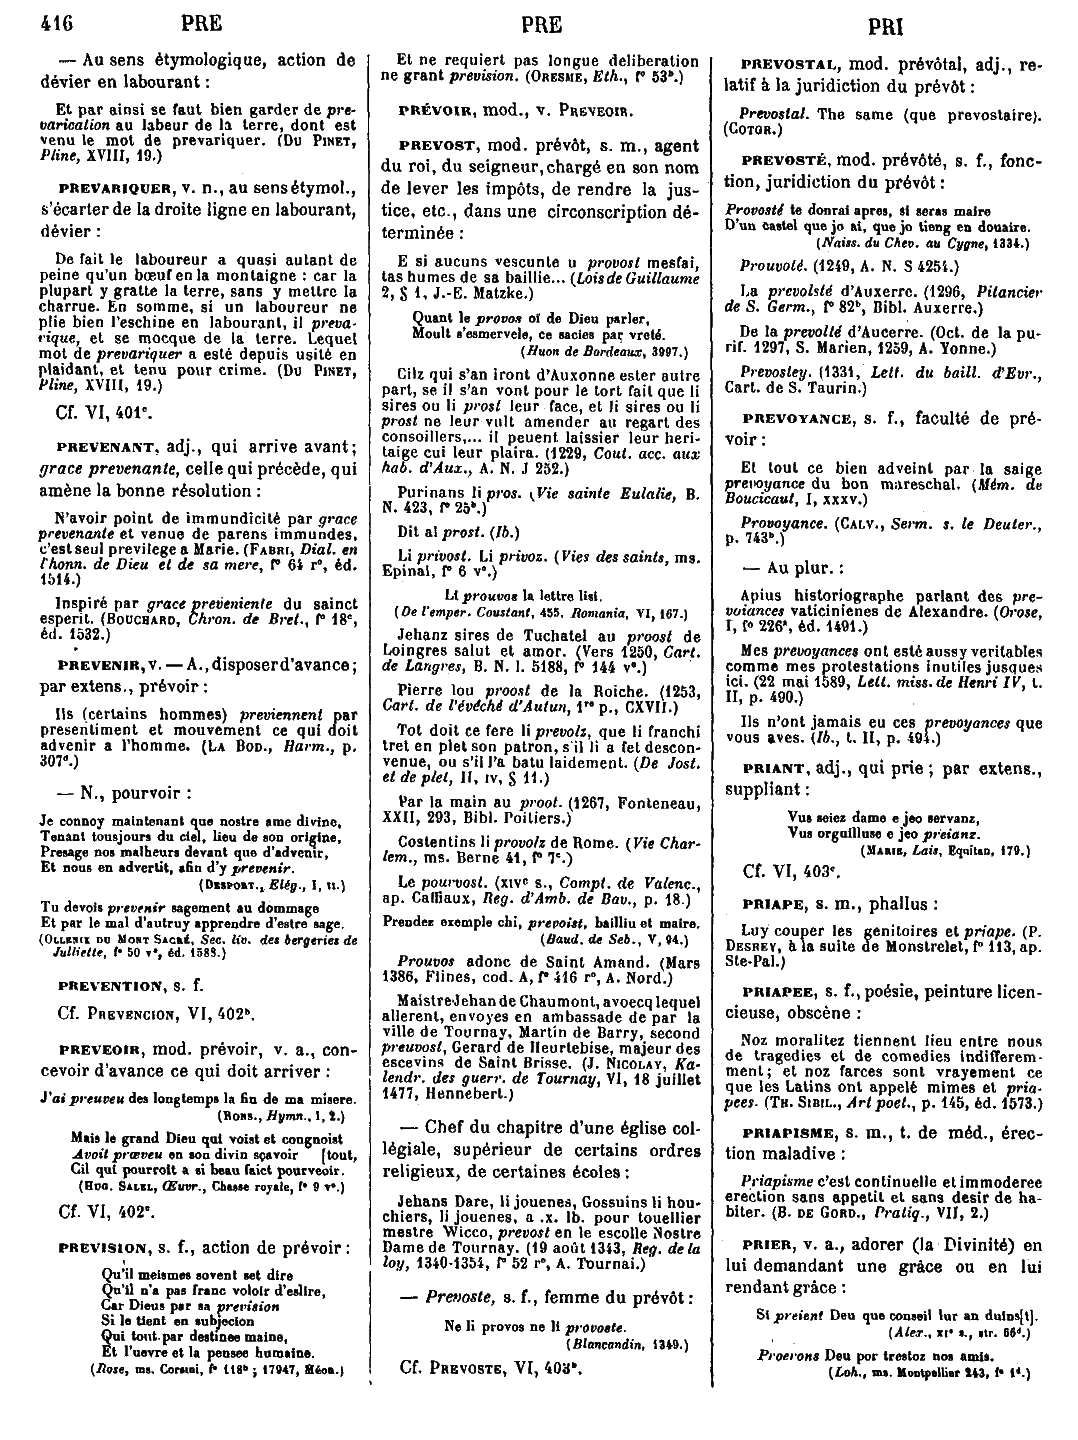 416 PRE PRE PRI
— Au sens étymologique, action de
dévier en labourant :
Et par ainsi se faut bien garder de pre-
varication au labeur de la terre, dont est
venu le mot de prevariquer. (DU PINET,
Pline, XVIII, 19.)
PREVARIQUER, v. n., au sens étymol.,
s'écarter de la droite ligne en labourant,
dévier :
De fait le laboureur a quasi autant de
peine qu'un bœuf en la montaigne : car la
plupart y gratte la terre, sans y mettre la
charrue. En somme, si un laboureur ne
plie bien l'eschine en labourant, il preva-
rique, et se mocque de la terre. Lequel
mot de prevariquer a esté depuis usité en
plaidant, et tenu pour crime. (DU PINET,
Pline, XVIII, 19.)
Cf. VI, 401c.
PREVENANT, adj., qui arrive avant;
grace prevenante, celle qui précède, qui
amène la bonne résolution :
N'avoir point de immundicité par grace
prevenante et venue de parens immundes,
c'est seul previlege a Marie. (FABRI, Dial. en
l'honn. de Dieu et de sa mere, f° 64 r°, éd.
1514.)
Inspiré par grace preveniente du sainct
esperit. (BOUCHARD, Chron. de Bret., f° 18c,
éd. 1532.)
PREVENIR, v. — A., disposer d'avance;
par extens., prévoir :
Ils (certains hommes) previennent par
presentiment et mouvement ce qui doit
advenir a l'homme. (LA BOD., Harm., p.
307d.)
— N., pourvoir :
Je connoy maintenant que nostre ame divine,
Tenant tousjours du ciel, lieu de son origine,
Presage nos malheurs devant que d'advenir,
Et nous en advertit, afin d'y prevenir.
(DESPORT., Elég., I, II.)
Tu devois prevenir sagement au dommage
Et par le mal d'autruy apprendre d'estre sage.
(OLLENIX DU MONT SACRÉ, Sec. liv. des bergeries de
Julliette, f° 50 v°, éd. 1588.)
PREVENTION, s. f.
Cf. PREVENCION, VI, 402b.
PREVEOIR, mod. prévoir, v. a., con-
cevoir d'avance ce qui doit arriver :
J'ai preuveu des longtemps la fin de ma misere.
(RONS., Hymn., I, 2.)
Mais le grand Dieu qui voist et congnoist
Avoit prœveu en son divin sçavoir [tout,
Cil qui pourroit a si beau faict pourveoir.
(HUG. SALEL, Œuvr., Chasse royale, f° 9 v°.)
Cf. VI, 402c.
PREVISION, s. f., action de prévoir :
Qu'il meismes sovent set dire
Qu'il n'a pas franc voloir d'eslire,
Car Dieus par sa prevision
Si le tient en subjecion
Qui tout par destinee maine,
Et l'uevre et la pensee humaine.
(Rose, ms. Corsini, f° 118b ; 17947, Méon.)
Et ne requiert pas longue deliberation
ne grant prevision. (ORESME, Eth., f° 53b.)
PRÉVOIR, mod., v. PREVEOIR.
PREVOST, mod. prévôt, s. m., agent
du roi, du seigneur, chargé en son nom
de lever les impôts, de rendre la jus-
tice, etc., dans une circonscription dé-
terminée :
E si aucuns vescunte u provost mesfai,
tas humes de sa baillie... (Lois de Guillaume
2, § 1, J.-E. Matzke.)
Quant le provos oï de Dieu parler,
Moult s'esmervele, ce sacies par vreté.
(Huon de Bordeaux, 3997.)
Cilz qui s'an iront d'Auxonne ester autre
part, se il s'an vont pour le tort fait que li
sires ou li prost leur face, et li sires ou li
prost ne leur vult amender au regart des
consoillers,... il peuent laissier leur heri-
taige cui leur plaira. (1229, Cout. acc. aux
hab. d'Aux., A. N. J 252.)
Purinans li pros. (Vie sainte Eulalie, B.
N. 423, f° 25b.)
Dit al prost. (Ib.)
Li privost. Li privoz. (Vies des saints, ms.
Epinal, f° 6 v°.)
Li prouvos la lettre list.
(De l'emper. Coustant, 455, Romania, VI, 167.)
Jehanz sires de Tuchatel au proost de
Loingres salut et amor. (Vers 1250, Cart.
de Langres, B. N. l. 5188, f° 144 v°.)
Pierre lou proost de la Roiche. (1253,
Cart. de l'évéché d'Autun, 1re p., CXVII.)
Tot doit ce fere li prevolz, que li franchi
tret en plet son patron, s'il li a fet descon-
venue, ou s'il l'a batu laidement. (De Jost.
et de plet, II, IV, § 11.)
Par la main au proot. (1267, Fonteneau,
XXII, 293, Bibl. Poitiers.)
Costentins li provolz de Rome. (Vie Char-
lem., ms. Berne 41, f° 7c.)
Le pourvost. (XIVe s., Compt. de Valenc.,
ap. Caffiaux, Reg. d'Amb. de Bav., p. 18.)
Prendez exemple chi, prevoist, bailliu et maire.
(Baud. de Seb., V, 94.)
Prouvos adonc de Saint Amand. (Mars
1386, Flines, cod. A, f° 416 r°, A. Nord.)
Maistre Jehan de Chaumont, avoecq lequel
allerent, envoyes en ambassade de par la
ville de Tournay, Martin de Barry, second
preuvost, Gerard de Heurtebise, majeur des
escevins de Saint Brisse. (J. NICOLAY, Ka-
lendr. des guerr. de Tournay, VI, 18 juillet
1477, Hennebert.)
— Chef du chapitre d'une église col-
légiale, supérieur de certains ordres
religieux, de certaines écoles :
Jehans Dare, li jouenes, Gossuins li hou-
chiers, li jouenes, a .x. lb. pour touellier
mestre Wicco, prevost en le escolle Nostre
Dame de Tournay. (19 août 1343, Reg. de la
loy, 1340-1354, f° 52 r°, A. Tournai.)
— Prevoste, s. f., femme du prévôt :
Ne li provos ne li provoste.
(Blancandin, 1349.)
Cf. PREVOSTE, VI, 403b.
PREVOSTAL, mod. prévôtal, adj., re-
latif à la juridiction du prévôt :
Prevostal. The same (que prevostaire).
(COTGR.)
PREVOSTÉ, mod. prévôté, s. f., fonc-
tion, juridiction du prévôt :
Provosté te donrai apres, si seras maire
D'un castel que jo ai, que jo tieng en douaire.
(Naiss. du Chev. au Cygne, 1334.)
Prouvoté. (1249, A. N. S 4254.)
La prevolsté d'Auxerre. (1296, Pitancier
de S. Germ., f° 82b, Bibl. Auxerre.)
De la prevolté d'Aucerre. (Oct. de la pu-
rif. 1297, S. Marien, 1259, A. Yonne.)
Prevostey. (1331, Lett. du baill. d'Evr.,
Cart. de S. Taurin.)
PREVOYANCE, s. f., faculté de pré-
voir :
Et tout ce bien adveint par la saige
prevoyance du bon mareschal. (Mém. de
Boucicaut, I, XXXV.)
Provoyance. (CALV., Serm. s. le Deuter.,
p. 743b.)
— Au plur. :
Apius historiographe parlant des pre-
voiances vaticinienes de Alexandre. (Orose,
I, f° 226a, éd. 1491.)
Mes prevoyances ont esté aussy veritables
comme mes protestations inutiles jusques
ici. (22 mai 1589, Lett. miss. de Henri IV, t.
II, p. 490.)
Ils n'ont jamais eu ces prevoyances que
vous aves. (Ib., t. II, p. 494.)
PRIANT, adj., qui prie ; par extens.,
suppliant :
Vus seiez dame e jeo servanz,
Vus orguilluse e jeo preianz.
(MARIE, Lais, Equitan, 179.)
Cf. VI, 403c.
PRIAPE, s. m., phallus :
Luy couper les genitoires et priape. (P.
DESREY, à la suite de Monstrelet, f° 113, ap.
Ste-Pal.)
PRIAPEE, s. f., poésie, peinture licen-
cieuse, obscène :
Noz moralitez tiennent lieu entre nous
de tragedies et de comedies indifferem-
ment ; et noz farces sont vrayement ce
que les Latins ont appelé mimes et pria-
pees. (TH. SIBIL., Art poet., p. 145, éd. 1573.)
PRIAPISME, s. m., t. de méd., érec-
tion maladive :
Priapisme c'est continuelle et immoderee
erection sans appetit et sans desir de ha-
biter. (B. DE GORD., Pratiq., VII, 2.)
PRIER, v. a., adorer (la Divinité) en
lui demandant une grâce ou en lui
rendant grâce :
Si preient Deu que conseil lur an duins[t].
(Alex., XIe s., str. 66d.)
Proerons Deu por trestoz nos amis.
(Loh., ms. Montpellier 243, f° 1d.)